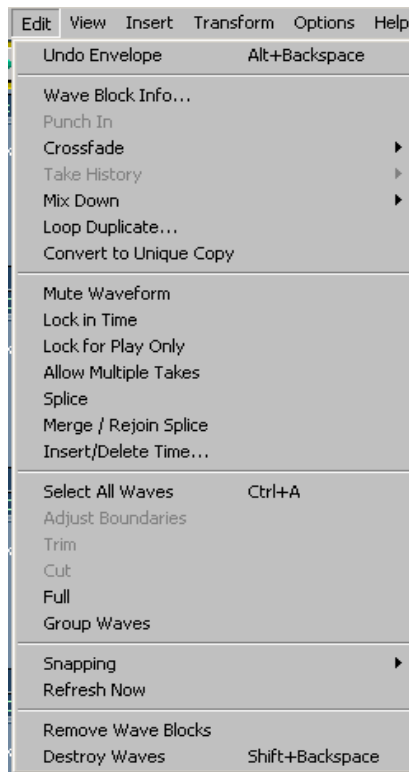 Edit View Insert Transform Options Help
Undo Envelope Alt+Backspace
Wave Block Info...
Punch In
Crossfade
Take History
Mix Down
Loop Duplicate...
Convert to Unique Copy
Mute Waveform
Lock in Time
Lock for Play Only
Allow Multiple Takes
Splice
Merge / Rejoin Splice
Insert/Delete Time...
Select All Waves Ctrl+A
Adjust Boundaries
Trim
Cut
Full
Group Waves
Snapping
Refresh Now
Remove Wave Blocks
Destroy Waves Shift+Backspace